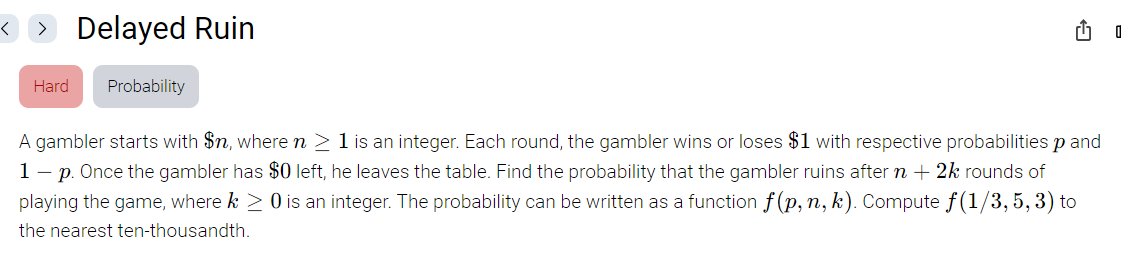 Delayed Ruin
Hard
Probability
A gambler starts with $n, where n ≥ 1 is an integer. Each round, the gambler wins or loses $1 with respective probabilities p and
1 − p. Once the gambler has $0 left, he leaves the table. Find the probability that the gambler ruins after n + 2k rounds of
playing the game, where k ≥ 0 is an integer. The probability can be written as a function f(p, n, k). Compute f(1/3, 5, 3) to
the nearest ten-thousandth.